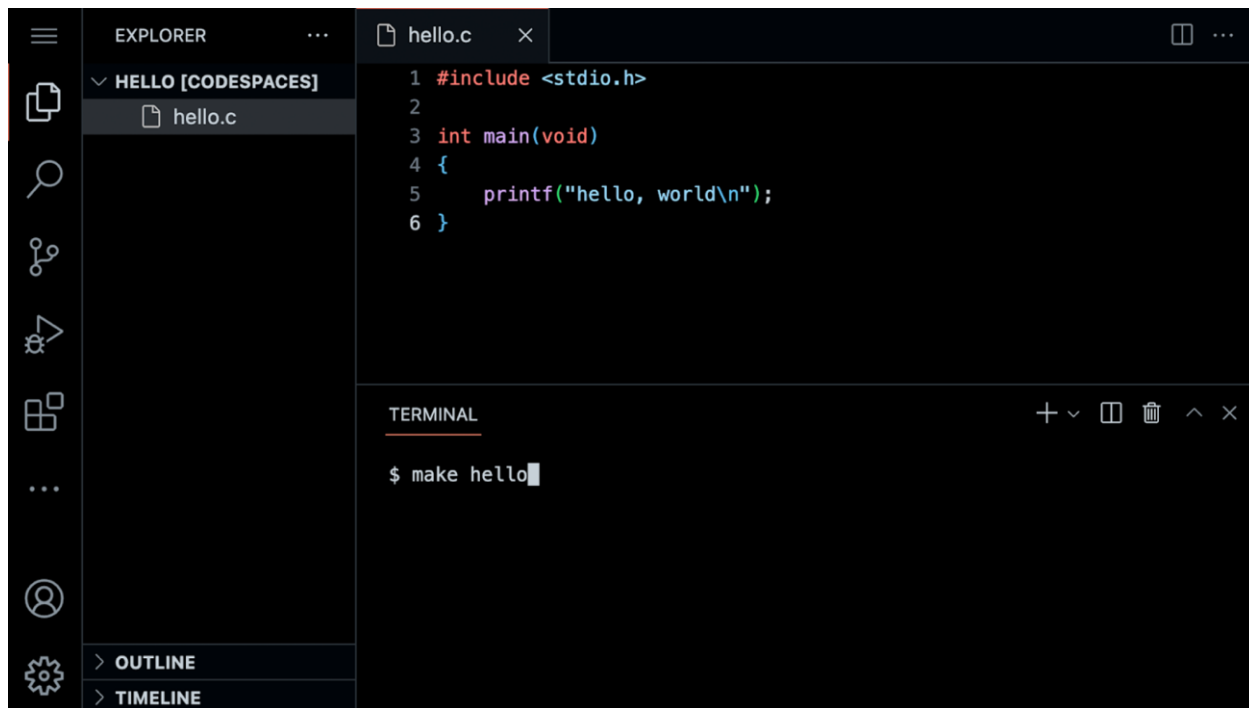 EXPLORER
HELLO [CODESPACES]
hello.c
OUTLINE
TIMELINE
hello.c
1 #include <stdio.h>
2
3 int main(void)
4 {
5     printf("hello, world\n");
6 }
TERMINAL
$ make hello